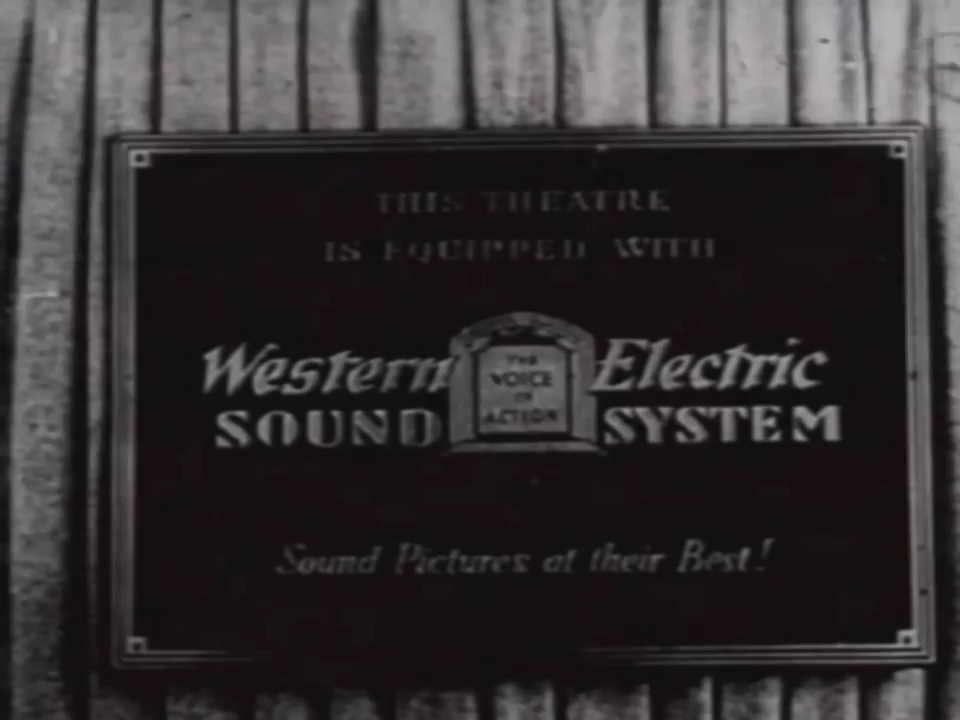 THIS THEATRE
IS EQUIPPED WITH
Western Electric
SOUND SYSTEM
THE
VOICE
OF
ACTION
Sound Pictures at their Best!